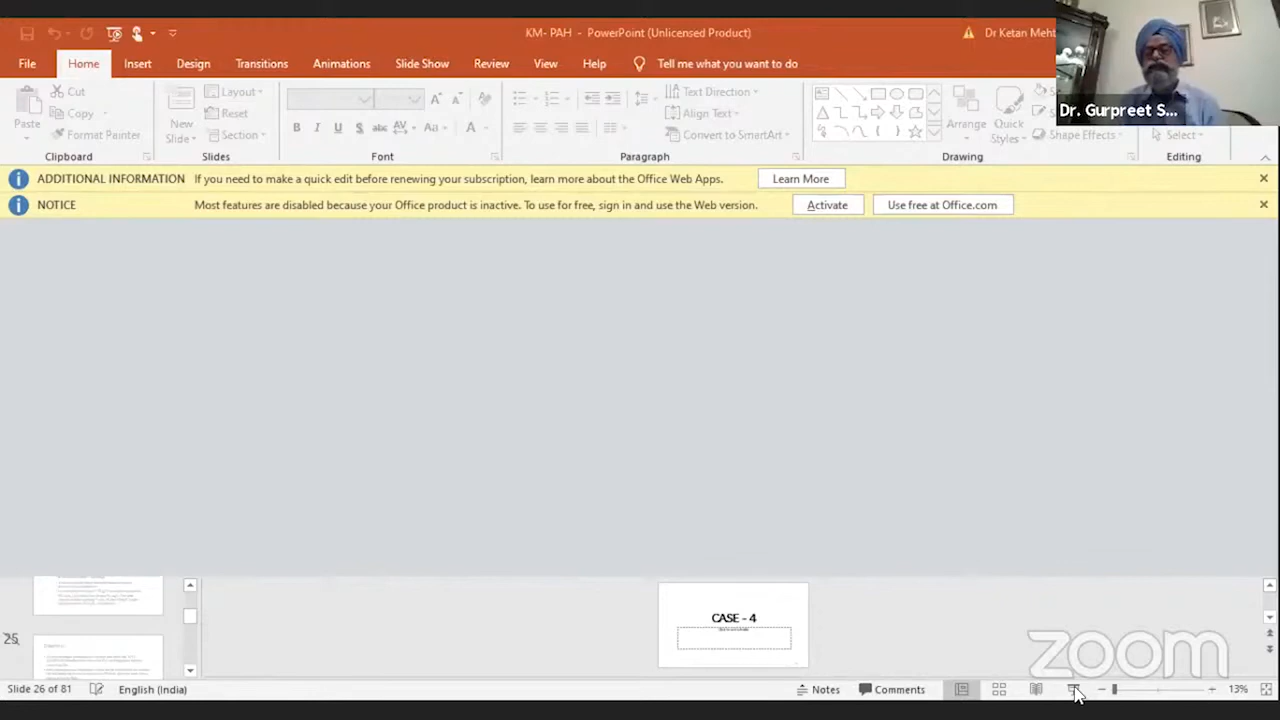 KM- PAH - PowerPoint (Unlicensed Product)
Dr Ketan Meht
Dr. Gurpreet S...
File Home Insert Design Transitions Animations Slide Show Review View Help Tell me what you want to do
Paste
Cut
Copy
Format Painter
Clipboard
New
Slide
Layout
Reset
Section
Slides
B I U S abc AV Aa A
Font
Text Direction
Align Text
Convert to SmartArt
Paragraph
Arrange
Quick
Styles
Shape Effects
Drawing
Select
Editing
ADDITIONAL INFORMATION If you need to make a quick edit before renewing your subscription, learn more about the Office Web Apps. Learn More
NOTICE Most features are disabled because your Office product is inactive. To use for free, sign in and use the Web version. Activate Use free at Office.com
CASE - 4
zoom
Slide 26 of 81 English (India) Notes Comments 13%